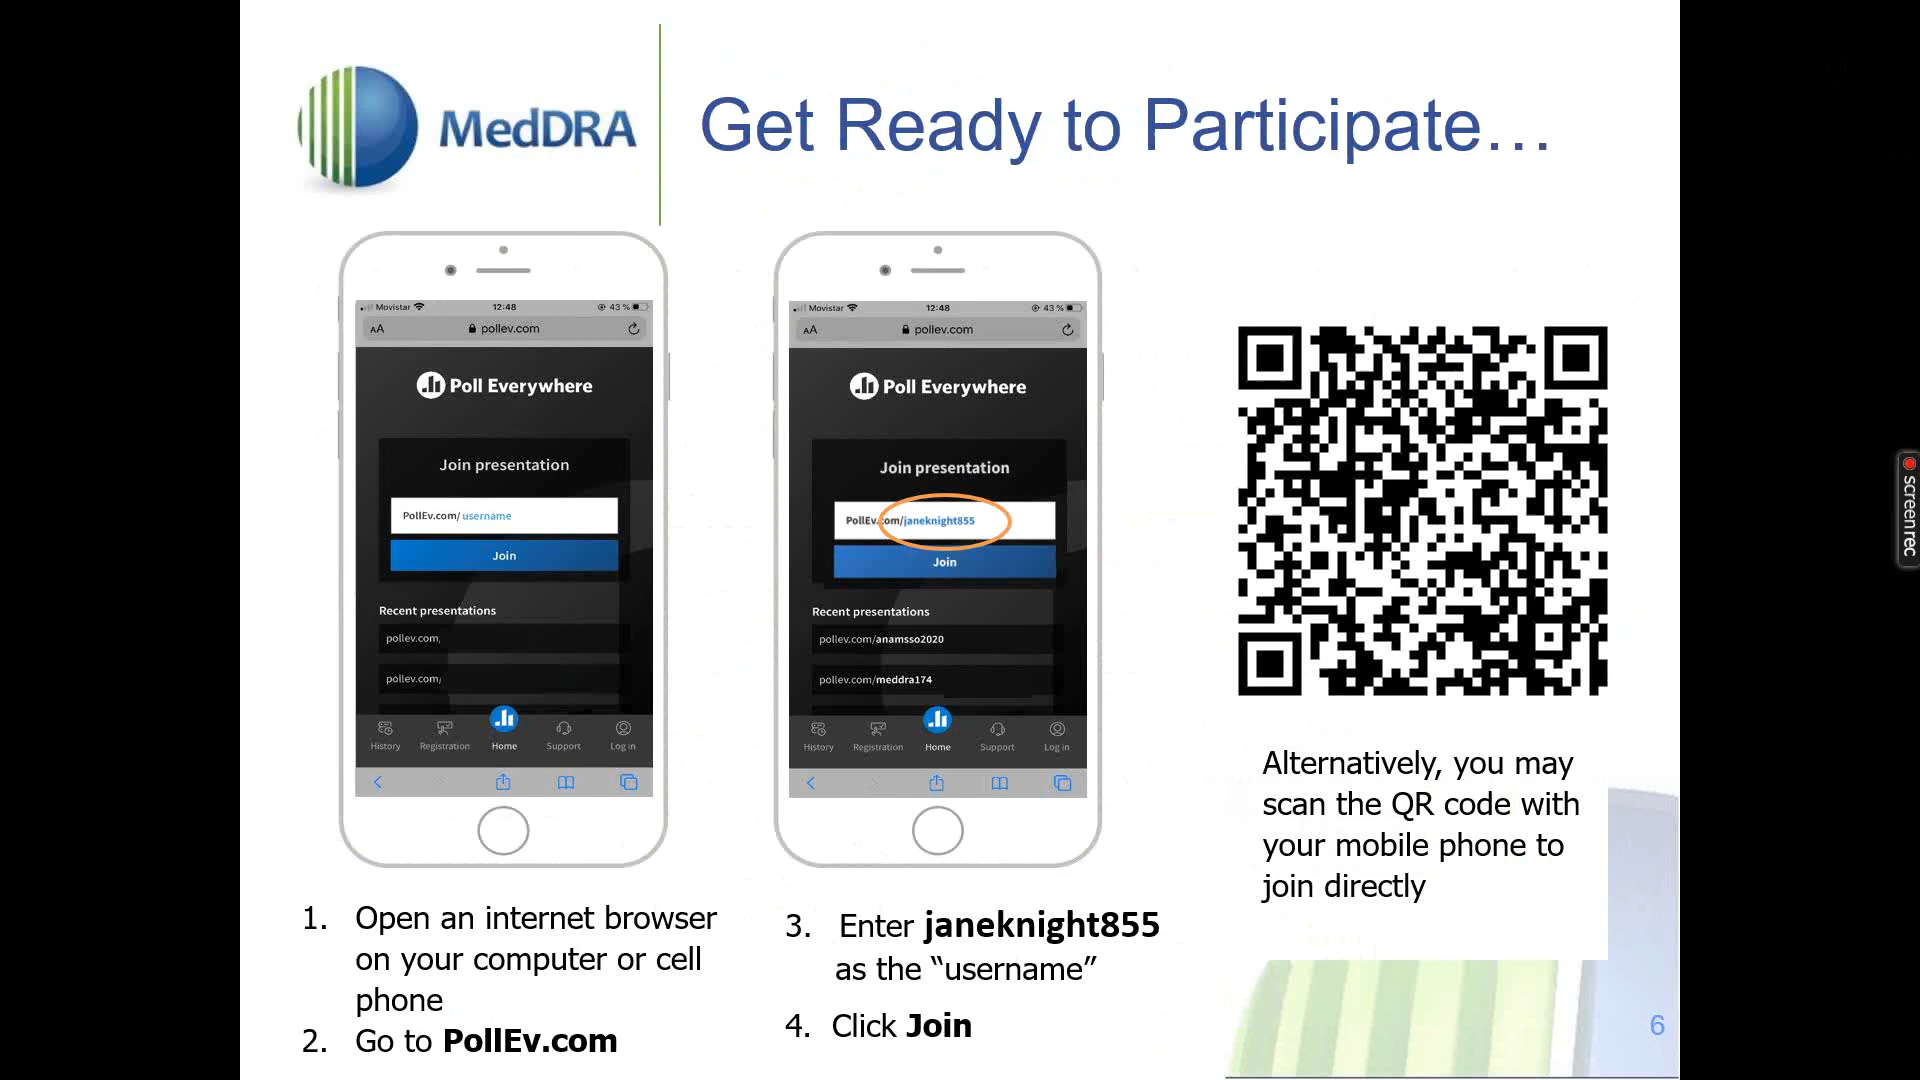 MedDRA
Get Ready to Participate…
Movistar 12:48 43 %
AA pollev.com
Poll Everywhere
Join presentation
PollEv.com/ username
Join
Recent presentations
pollev.com/
pollev.com/
History Registration Home Support Log in
Movistar 12:48 43 %
AA pollev.com
Poll Everywhere
Join presentation
PollEv.com/janeknight855
Join
Recent presentations
pollev.com/anamsso2020
pollev.com/meddra174
History Registration Home Support Log in
1. Open an internet browser
on your computer or cell
phone
2. Go to PollEv.com
3. Enter janeknight855
as the “username”
4. Click Join
Alternatively, you may
scan the QR code with
your mobile phone to
join directly
6
screenrec